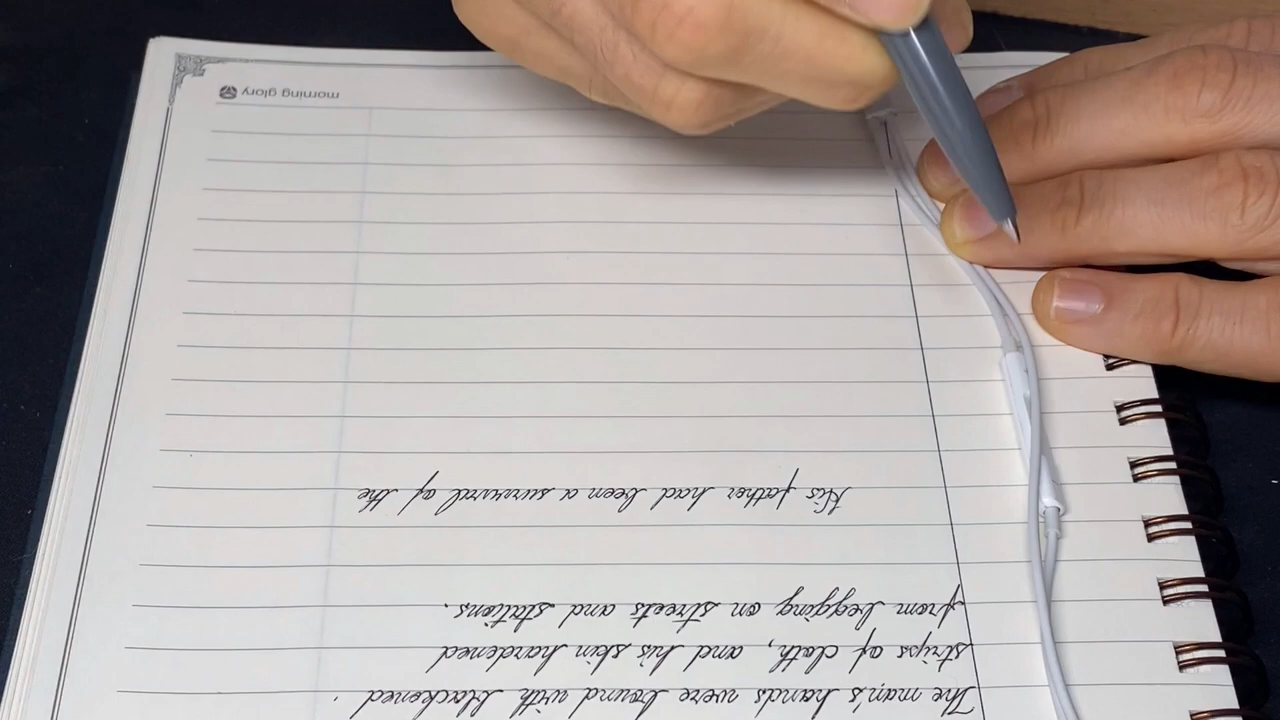 The man's hands were bound with blackened
strips of cloth, and his skin hardened
from begging on streets and stations.
His father had been a survival of the
morning glory